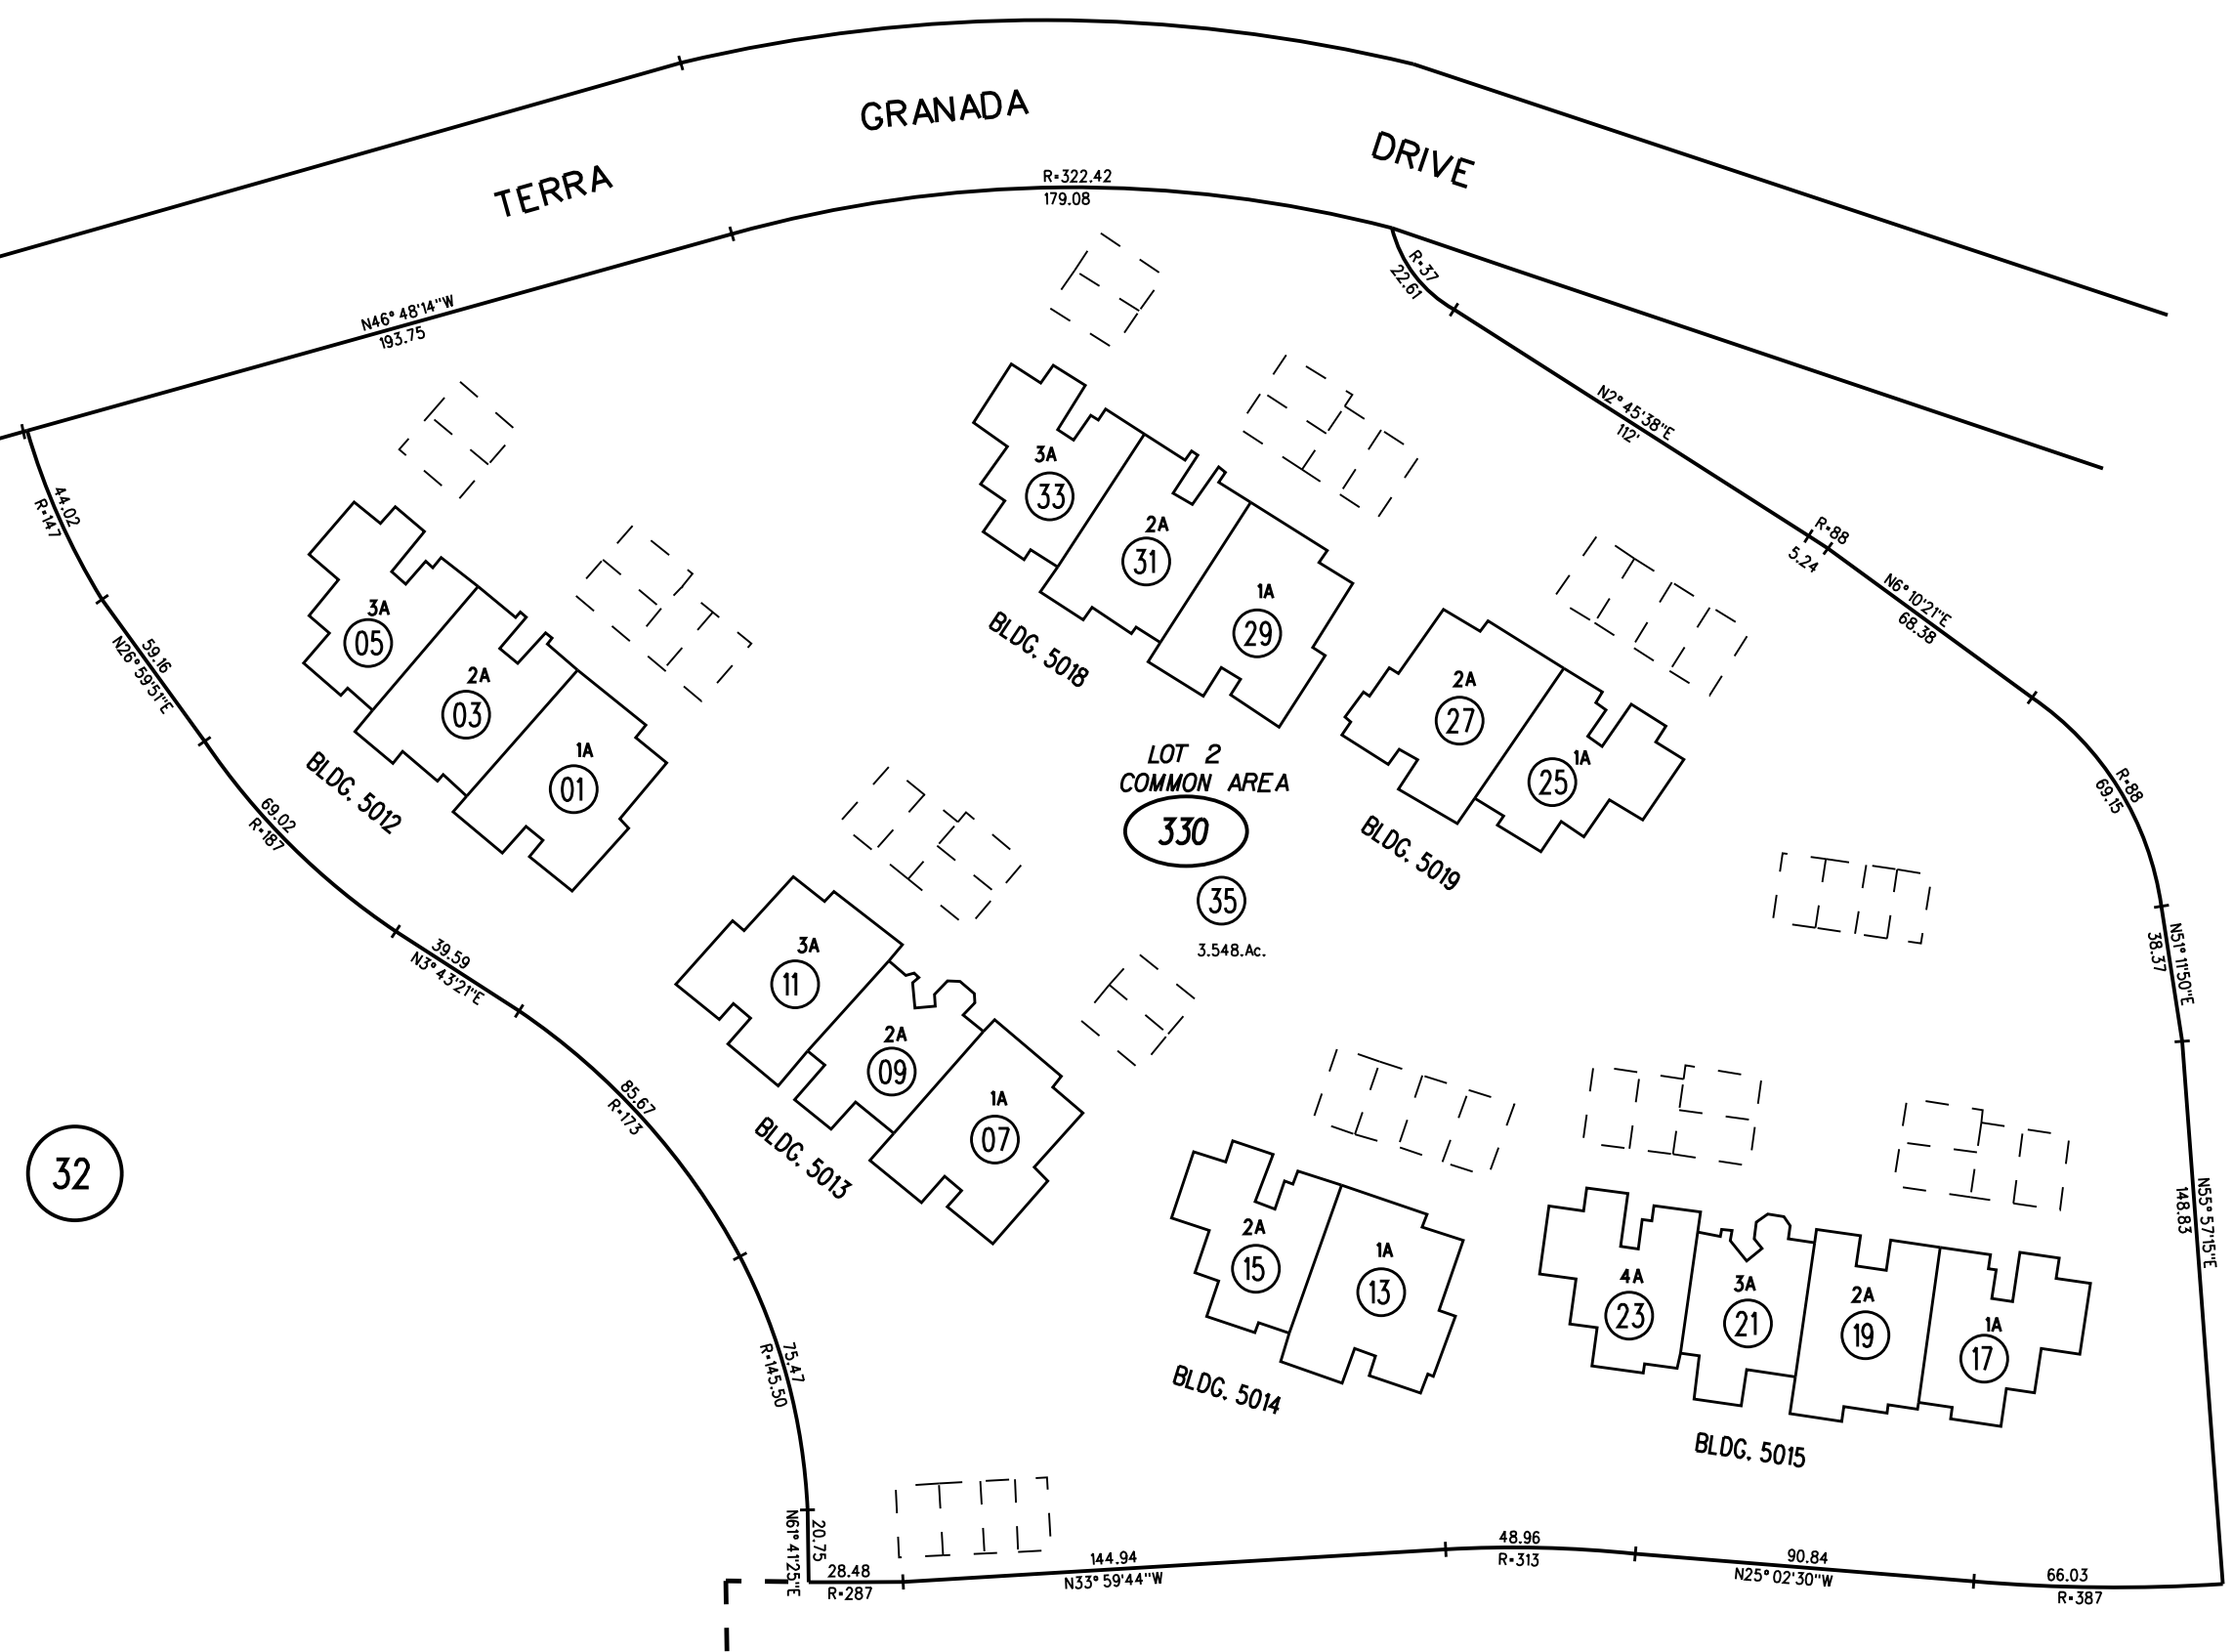 TERRA GRANADA DRIVE
R=322.42
179.08
R=37
22.61
N46°48'14"W
193.75
N2°45'38"E
112'
R=88
5.24
N6°10'21"E
68.38
R=88
69.15
N51°11'50"E
38.37
N55°57'15"E
148.83
44.02
R=147
59.16
N26°59'51"E
69.02
R=187
39.59
N3°43'21"E
85.67
R=173
75.47
R=145.50
20.75
N61°41'25"E
28.48
R=287
144.94
N33°59'44"W
48.96
R=313
90.84
N25°02'30"W
66.03
R=387
3A
33
2A
31
1A
29
BLDG. 5018
3A
05
2A
03
1A
01
BLDG. 5012
2A
27
1A
25
BLDG. 5019
LOT 2
COMMON AREA
330
35
3.548.Ac.
3A
11
2A
09
1A
07
BLDG. 5013
32
2A
15
1A
13
BLDG. 5014
4A
23
3A
21
2A
19
1A
17
BLDG. 5015